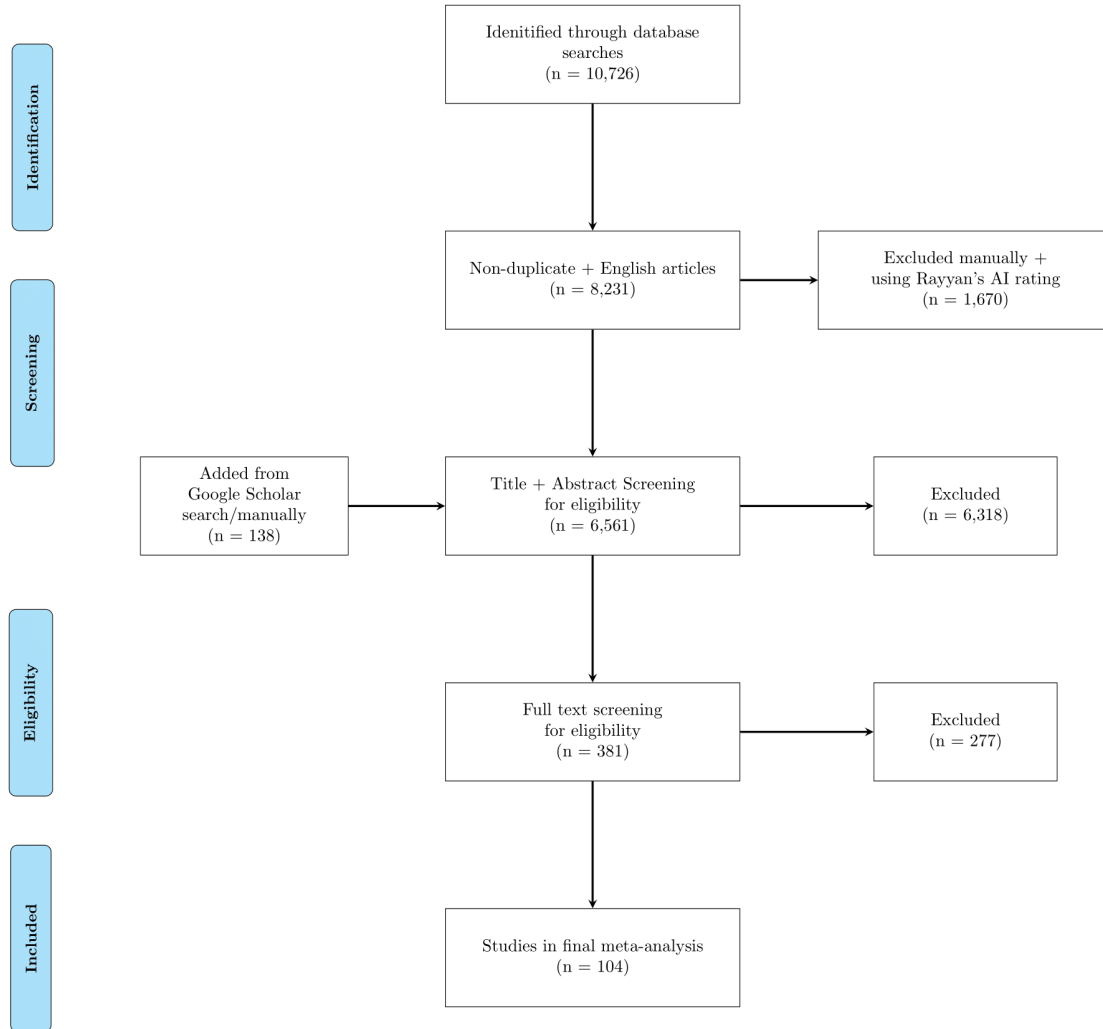 Idenitified through database
searches
(n = 10,726)
Identification
Non-duplicate + English articles
(n = 8,231)
Excluded manually +
using Rayyan's AI rating
(n = 1,670)
Screening
Added from
Google Scholar
search/manually
(n = 138)
Title + Abstract Screening
for eligibility
(n = 6,561)
Excluded
(n = 6,318)
Eligibility
Full text screening
for eligibility
(n = 381)
Excluded
(n = 277)
Included
Studies in final meta-analysis
(n = 104)